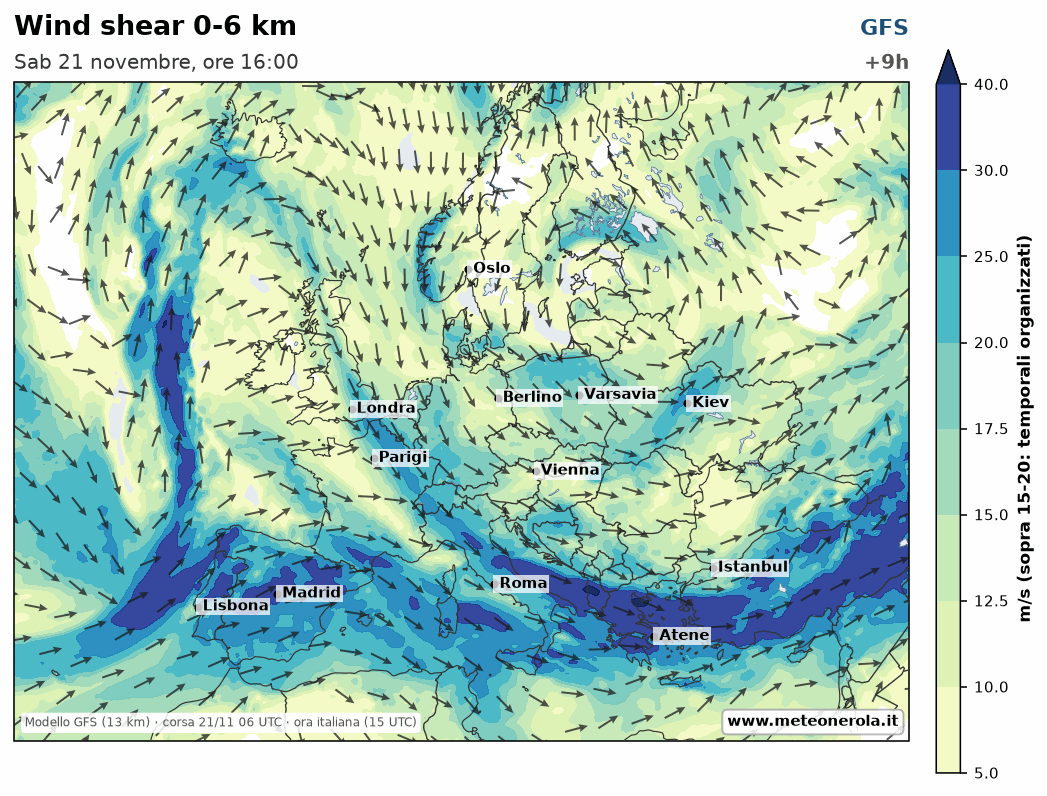 Wind shear 0-6 km
GFS
Sab 21 novembre, ore 16:00
+9h
40.0
30.0
25.0
20.0
17.5
15.0
12.5
10.0
5.0
m/s (sopra 15-20: temporali organizzati)
Oslo
Berlino
Varsavia
Kiev
Londra
Parigi
Vienna
Istanbul
Roma
Madrid
Lisbona
Atene
Modello GFS (13 km) · corsa 21/11 06 UTC · ora italiana (15 UTC)
www.meteonerola.it